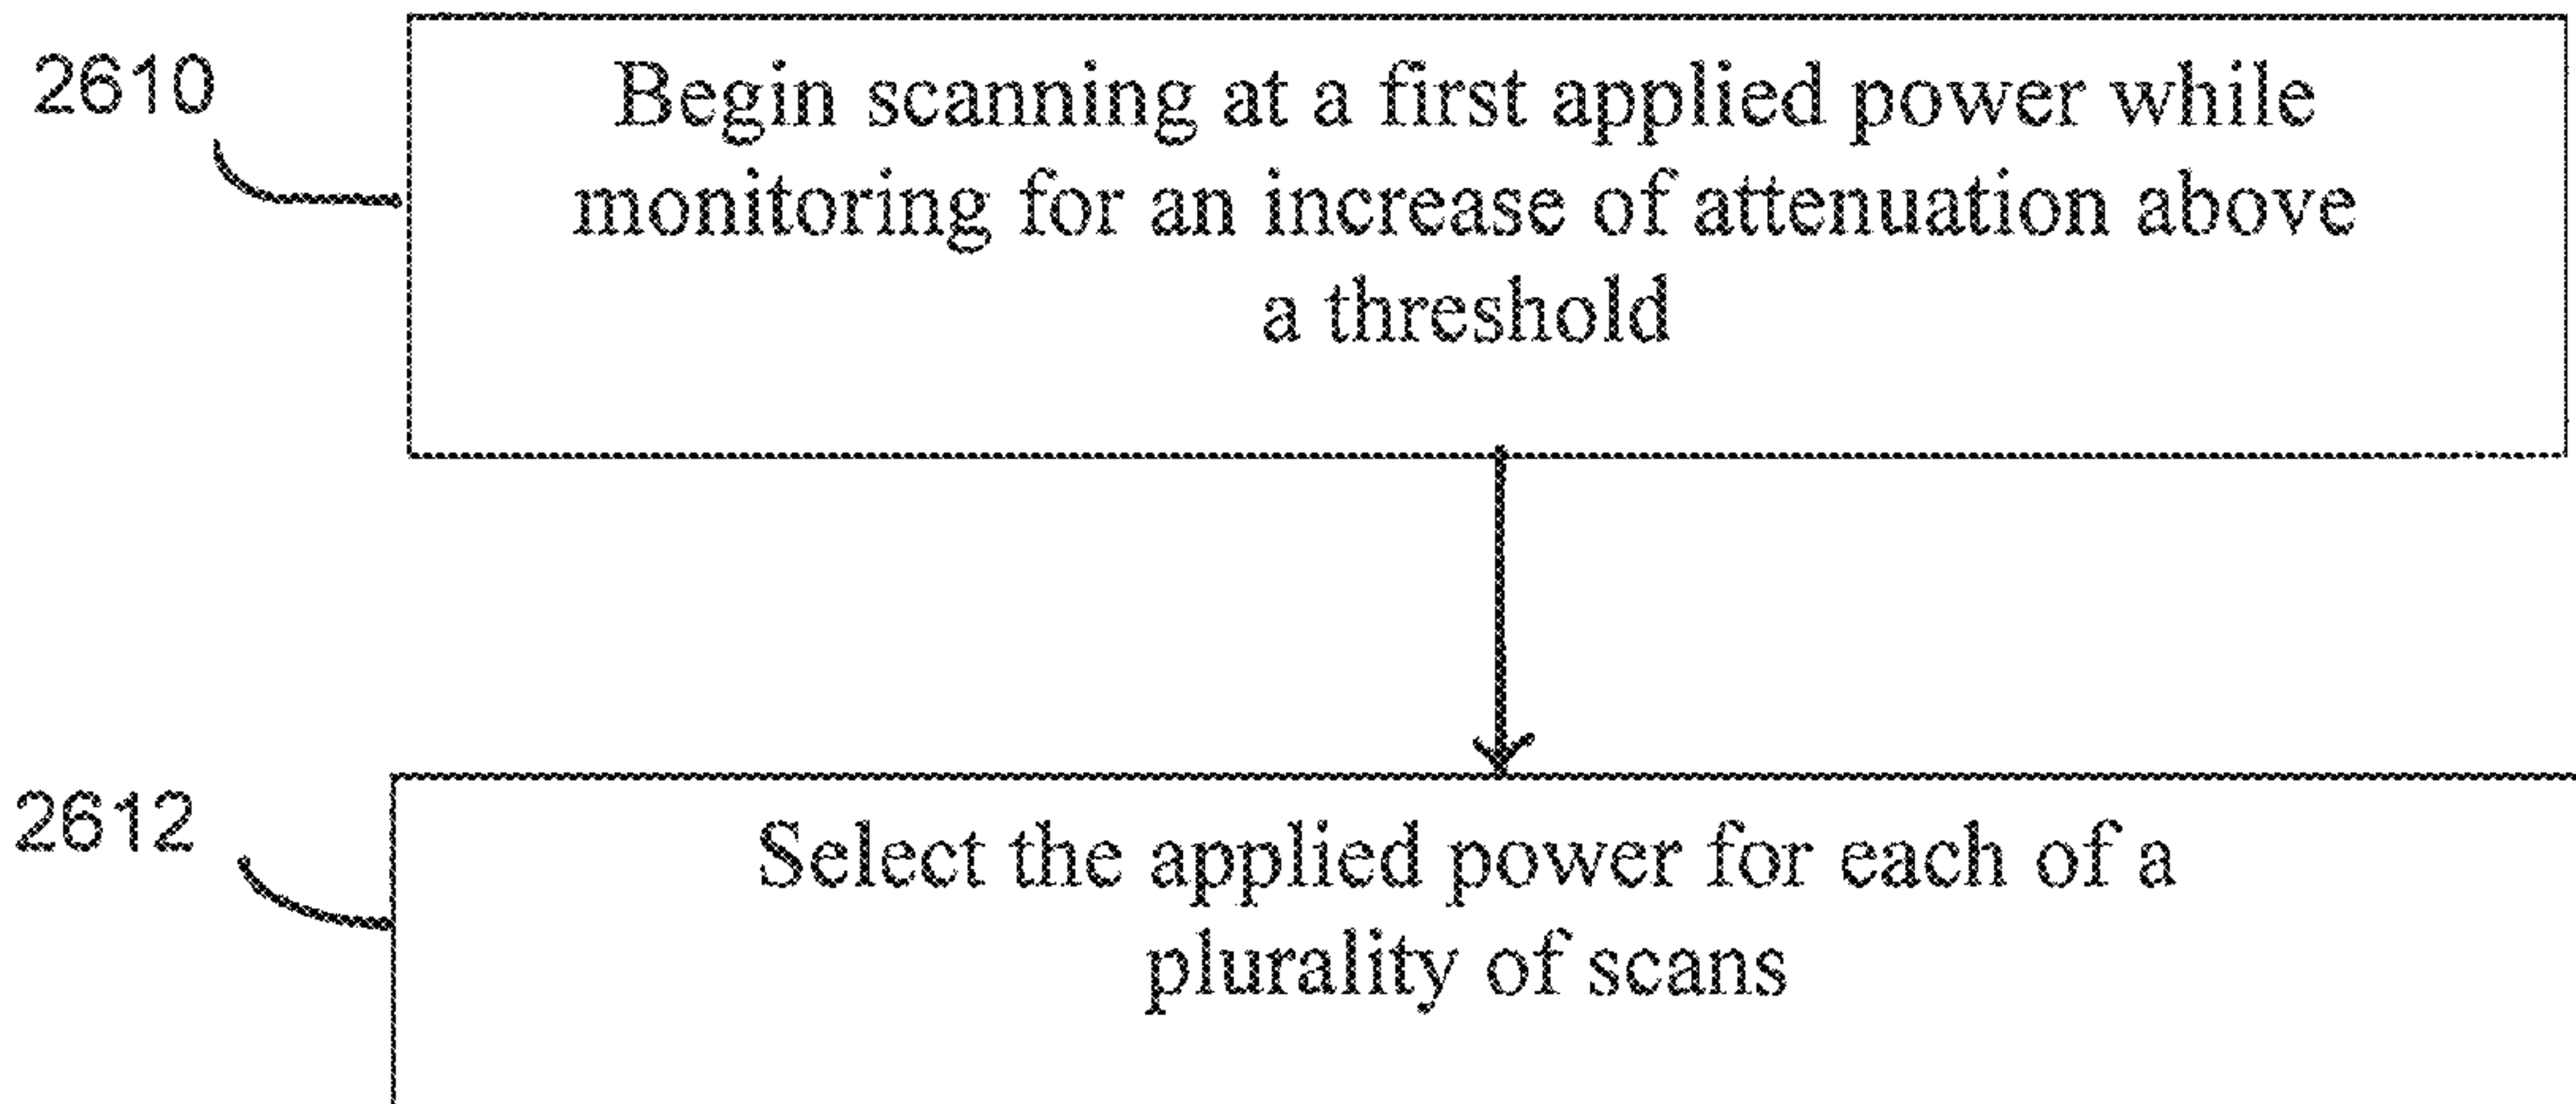 2610
Begin scanning at a first applied power while
monitoring for an increase of attenuation above
a threshold
2612
Select the applied power for each of a
plurality of scans